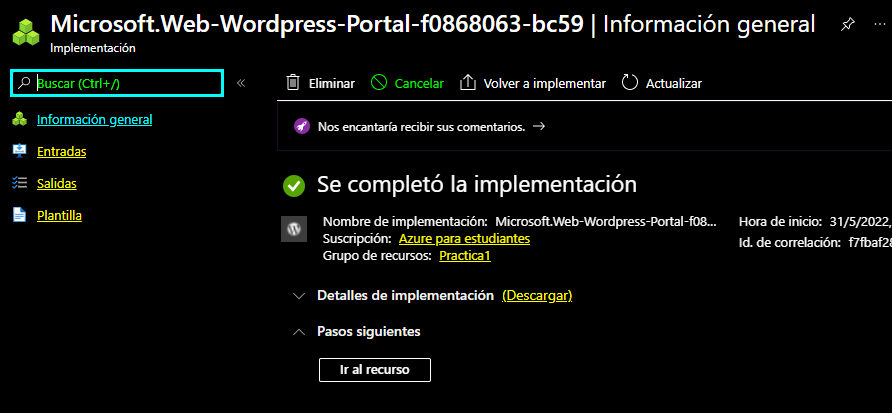 Microsoft.Web-Wordpress-Portal-f0868063-bc59 | Información general
Implementación
Buscar (Ctrl+/)
Eliminar
Cancelar
Volver a implementar
Actualizar
Nos encantaría recibir sus comentarios.
Información general
Entradas
Salidas
Plantilla
Se completó la implementación
Nombre de implementación: Microsoft.Web-Wordpress-Portal-f08...
Suscripción: Azure para estudiantes
Grupo de recursos: Practica1
Hora de inicio: 31/5/2022,
Id. de correlación: f7fbaf28
Detalles de implementación (Descargar)
Pasos siguientes
Ir al recurso